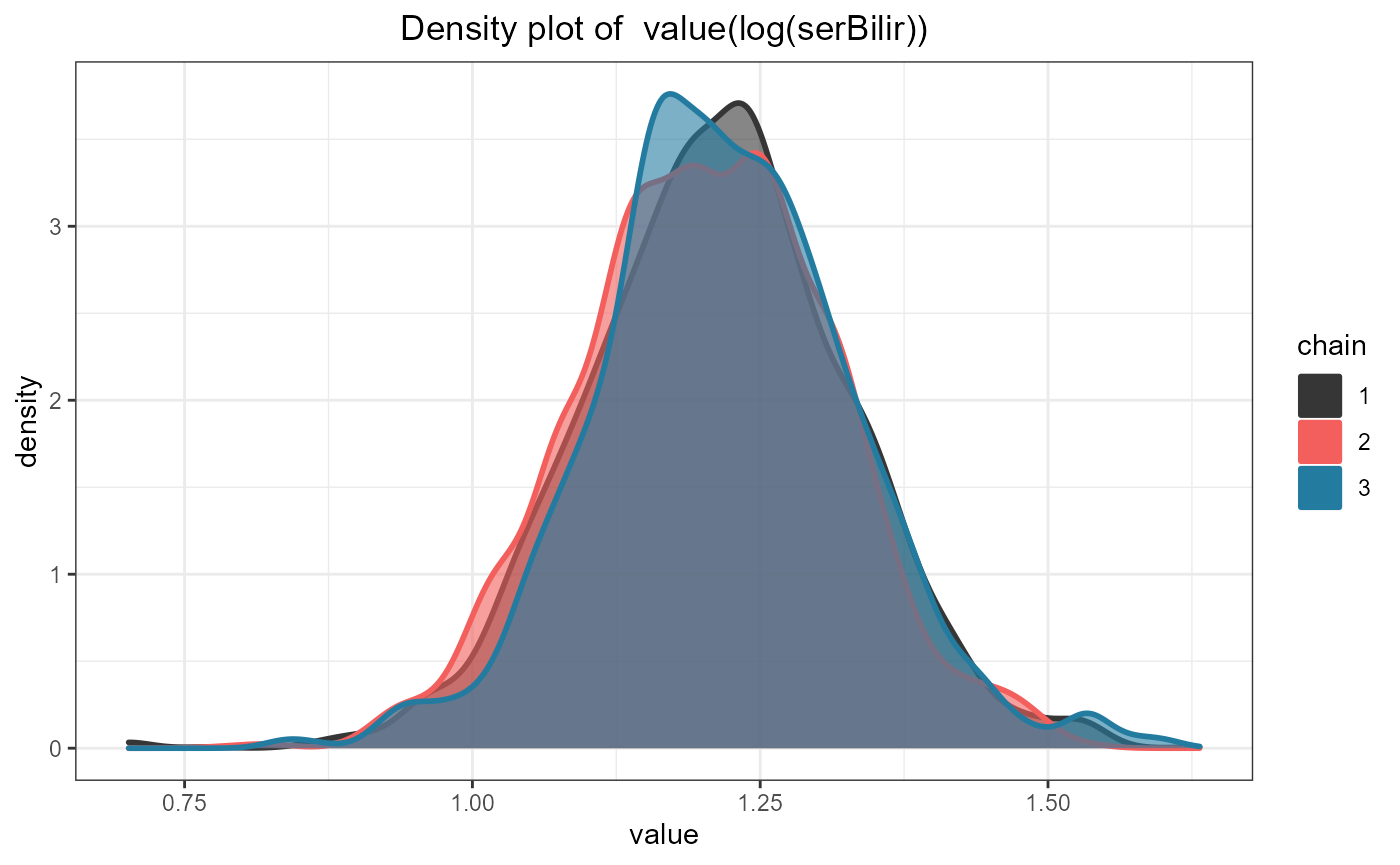 Density plot of  value(log(serBilir))
density
3
2
1
0
0.75
1.00
1.25
1.50
value
chain
1
2
3